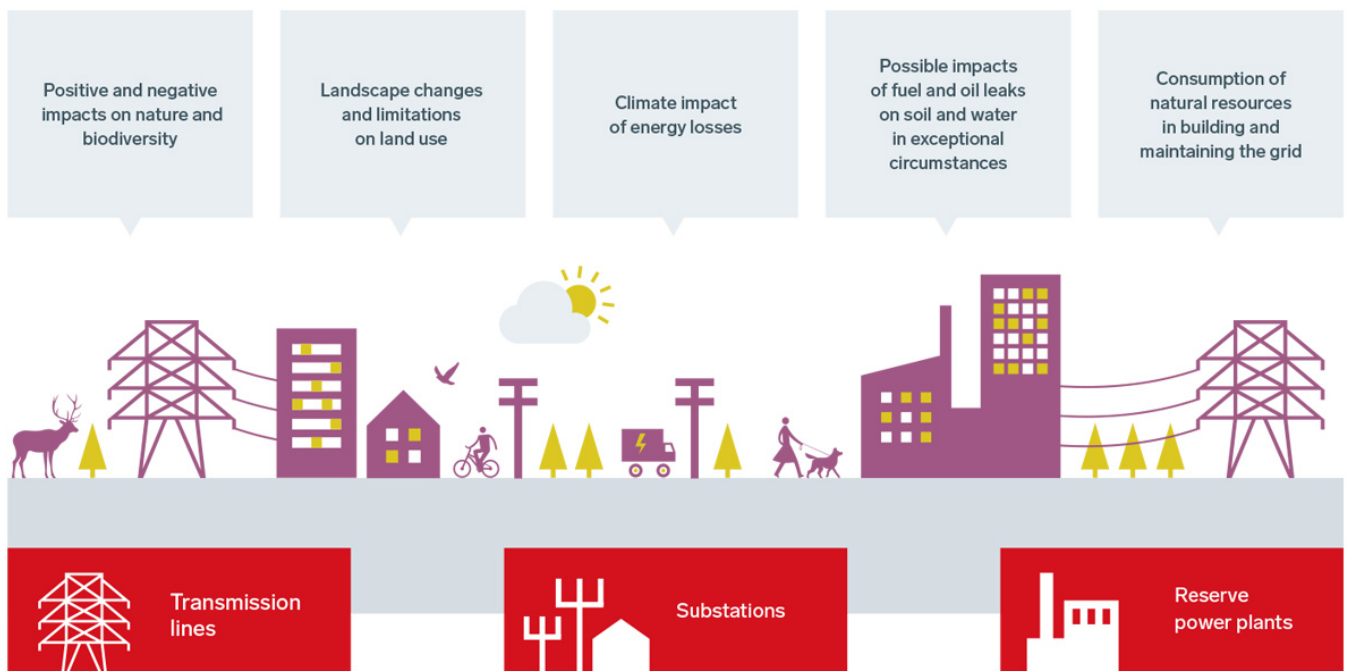 Positive and negative
impacts on nature and
biodiversity
Landscape changes
and limitations
on land use
Climate impact
of energy losses
Possible impacts
of fuel and oil leaks
on soil and water
in exceptional
circumstances
Consumption of
natural resources
in building and
maintaining the grid
Transmission
lines
Substations
Reserve
power plants